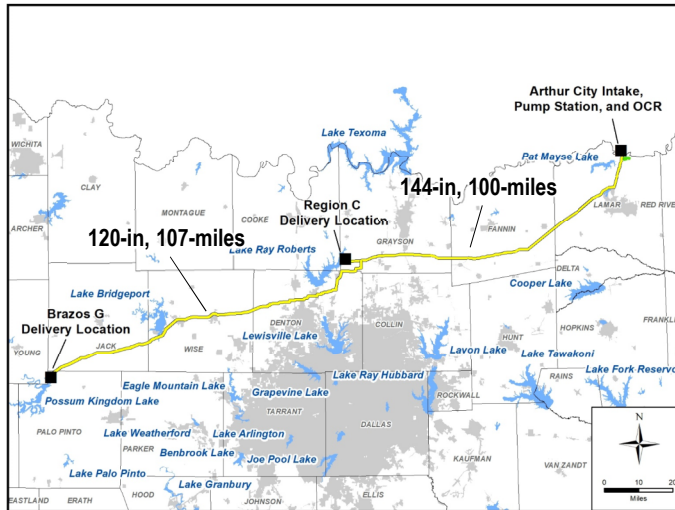 Arthur City Intake,
Pump Station, and OCR
WICHITA
Lake Texoma
Pat Mayse Lake
CLAY
144-in, 100-miles
RED RIVER
LAMAR
ARCHER
MONTAGUE
COOKE
Region C
Delivery Location
GRAYSON
FANNIN
120-in, 107-miles
Lake Ray Roberts
DELTA
Cooper Lake
Lake Bridgeport
Brazos G
Delivery Location
DENTON
COLLIN
HOPKINS
FRANKLI
YOUNG
JACK
WISE
Lewisville Lake
HUNT
Lavon Lake
Lake Tawakoni
RAINS
Eagle Mountain Lake
Lake Ray Hubbard
Lake Fork Reservo
Possum Kingdom Lake
Grapevine Lake
ROCKWALL
TARRANT
DALLAS
N
PALO PINTO
Lake Weatherford
Lake Arlington
PARKER
Benbrook Lake
Joe Pool Lake
KAUFMAN
VAN ZANDT
Lake Palo Pinto
Lake Granbury
0 10 20
Miles
EASTLAND
ERATH
HOOD
JOHNSON
ELLIS